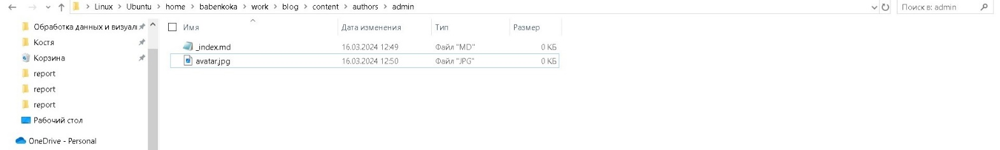 Linux > Ubuntu > home > babenkoka > work > blog > content > authors > admin
Поиск в: admin
Обработка данных и визуал
Костя
Корзина
report
report
report
Рабочий стол
OneDrive - Personal
Имя Дата изменения Тип Размер
_index.md 16.03.2024 12:49 Файл "MD" 0 КБ
avatar.jpg 16.03.2024 12:50 Файл "JPG" 0 КБ